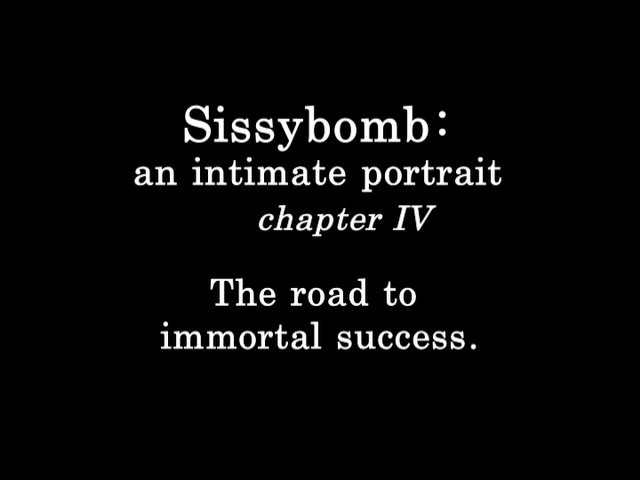 Sissybomb:
an intimate portrait
chapter IV
The road to
immortal success.